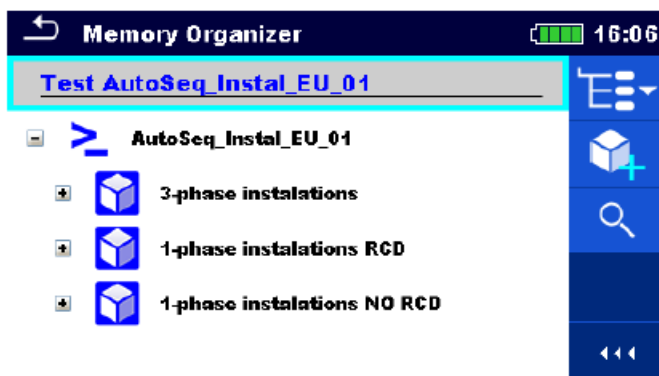 Memory Organizer
16:06
Test AutoSeq_Instal_EU_01
AutoSeq_Instal_EU_01
3-phase instalations
1-phase instalations RCD
1-phase instalations NO RCD